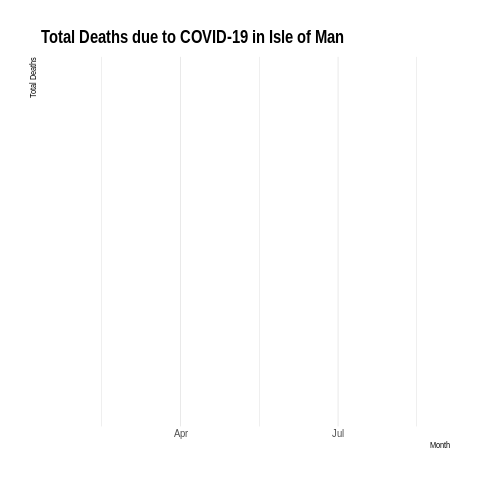 Total Deaths due to COVID-19 in Isle of Man
Total Deaths
Apr
Jul
Month